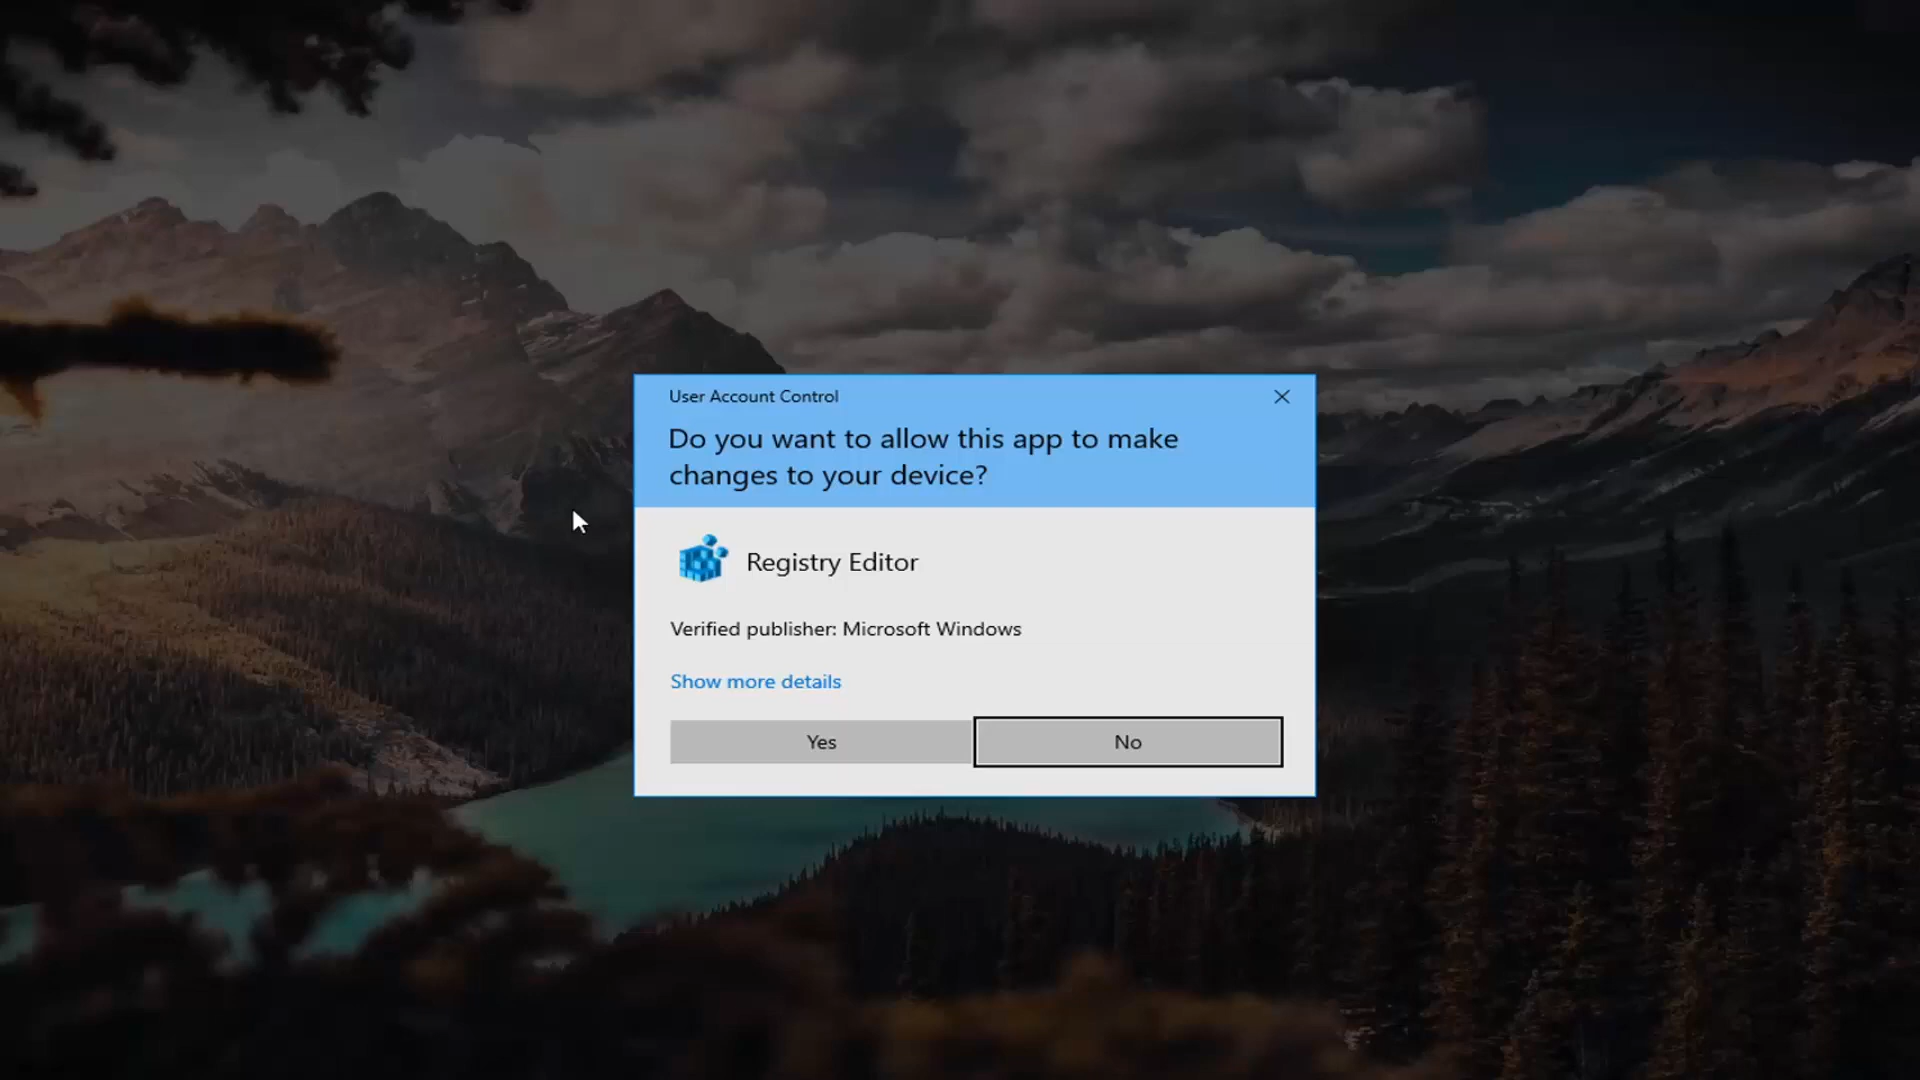 User Account Control
Do you want to allow this app to make
changes to your device?
Registry Editor
Verified publisher: Microsoft Windows
Show more details
Yes
No